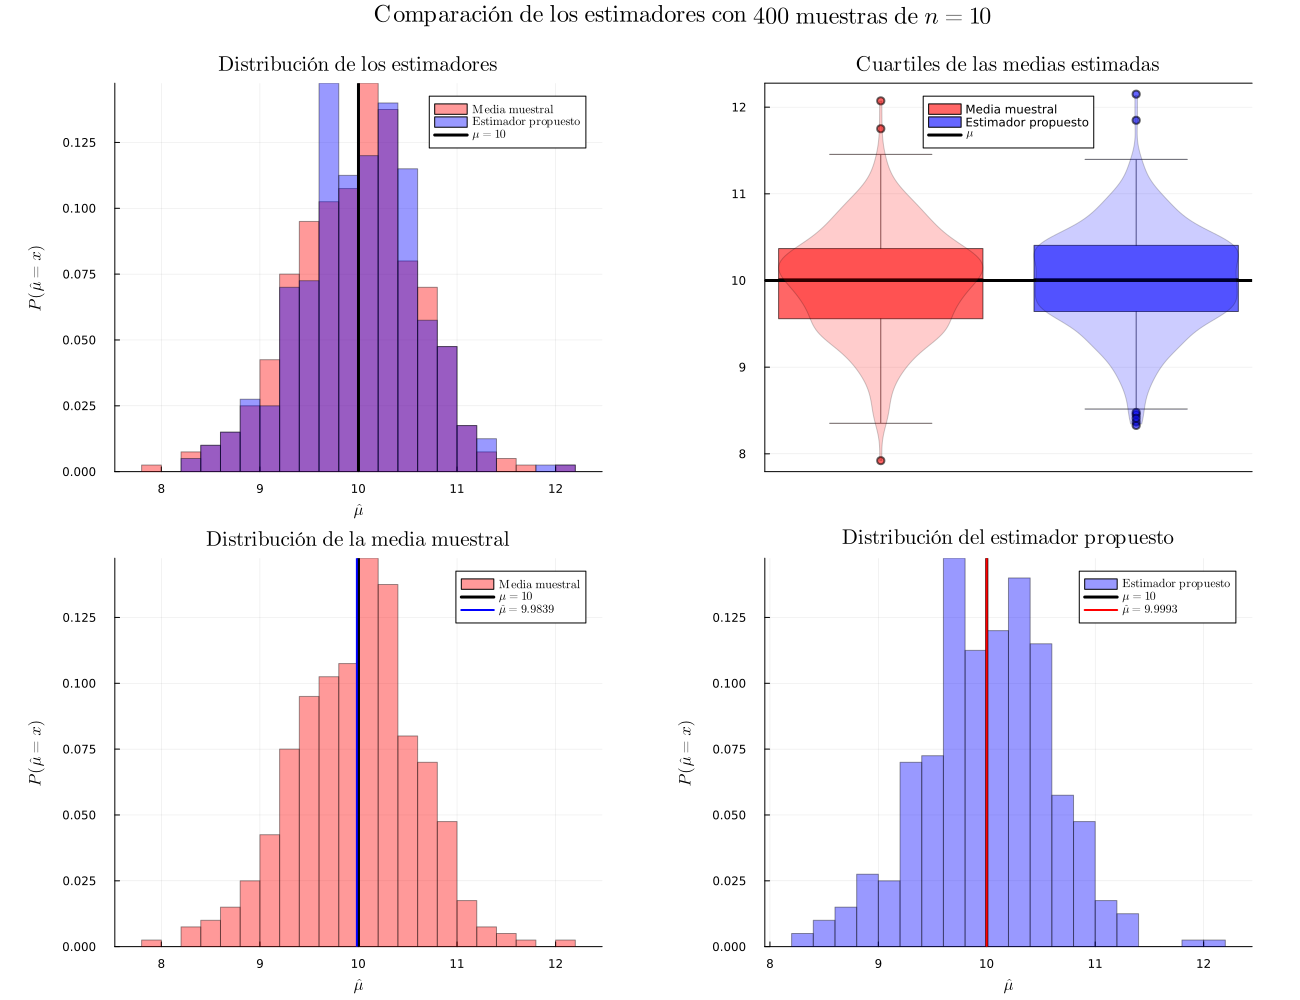 Comparación de los estimadores con 400 muestras de n = 10
Distribución de los estimadores
Media muestral
Estimador propuesto
μ = 10
0.125
0.100
0.075
0.050
0.025
0.000
P(μ̂ = x)
8 9 10 11 12
μ̂
Cuartiles de las medias estimadas
Media muestral
Estimador propuesto
μ
12
11
10
9
8
Distribución de la media muestral
Media muestral
μ = 10
μ̂ = 9.9839
0.125
0.100
0.075
0.050
0.025
0.000
P(μ̂ = x)
8 9 10 11 12
μ̂
Distribución del estimador propuesto
Estimador propuesto
μ = 10
μ̂ = 9.9993
0.125
0.100
0.075
0.050
0.025
0.000
P(μ̂ = x)
8 9 10 11 12
μ̂